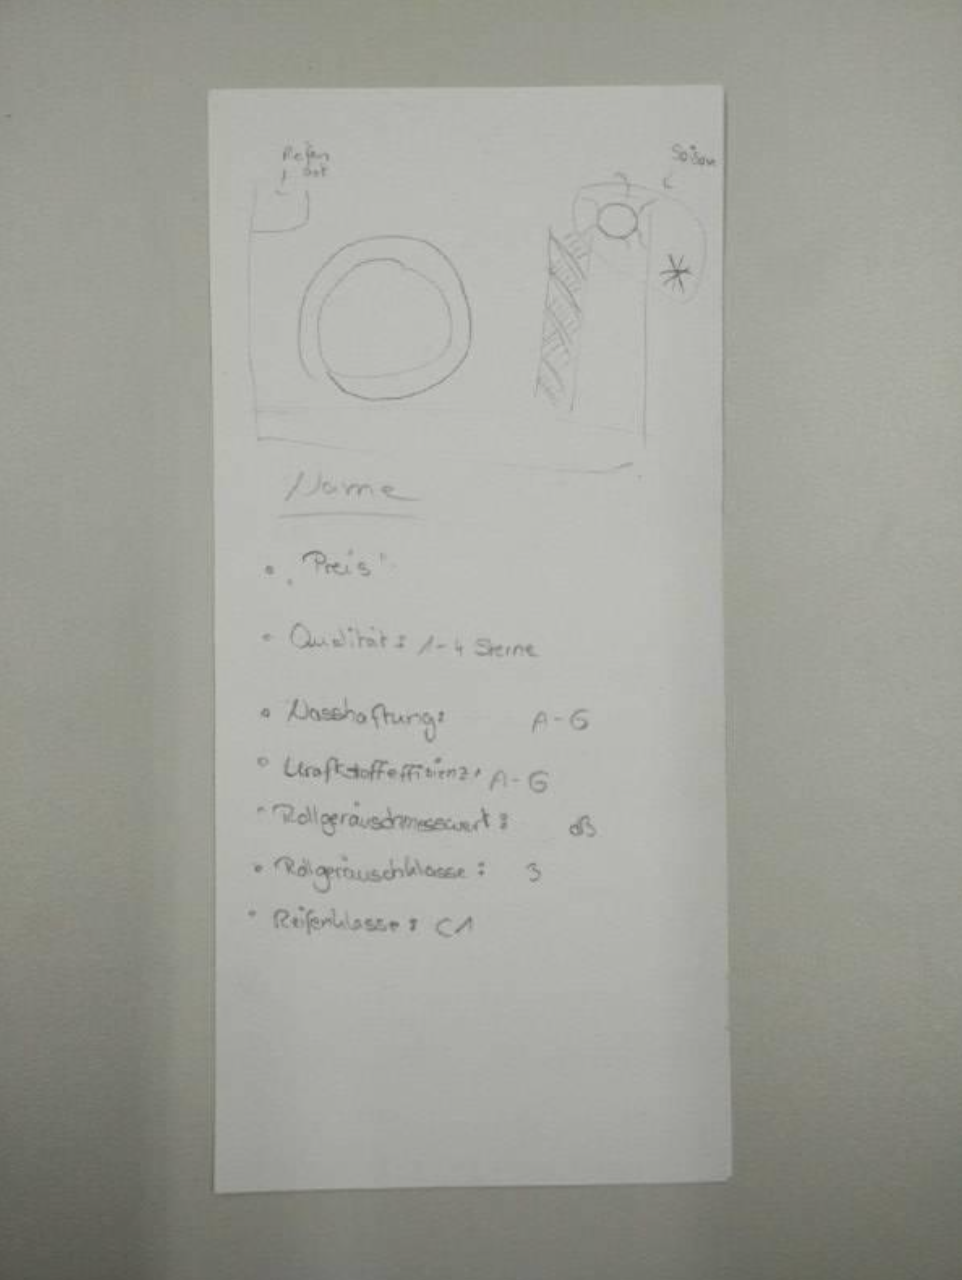 Reifen
Art
Saison
Name
• "Preis"
• Qualität: 1-4 Sterne
• Nasshaftung: A-G
• Kraftstoffeffizienz: A-G
• Rollgeräuschmesswert: dB
• Rollgeräuschklasse: 3
• Reifenklasse: C1